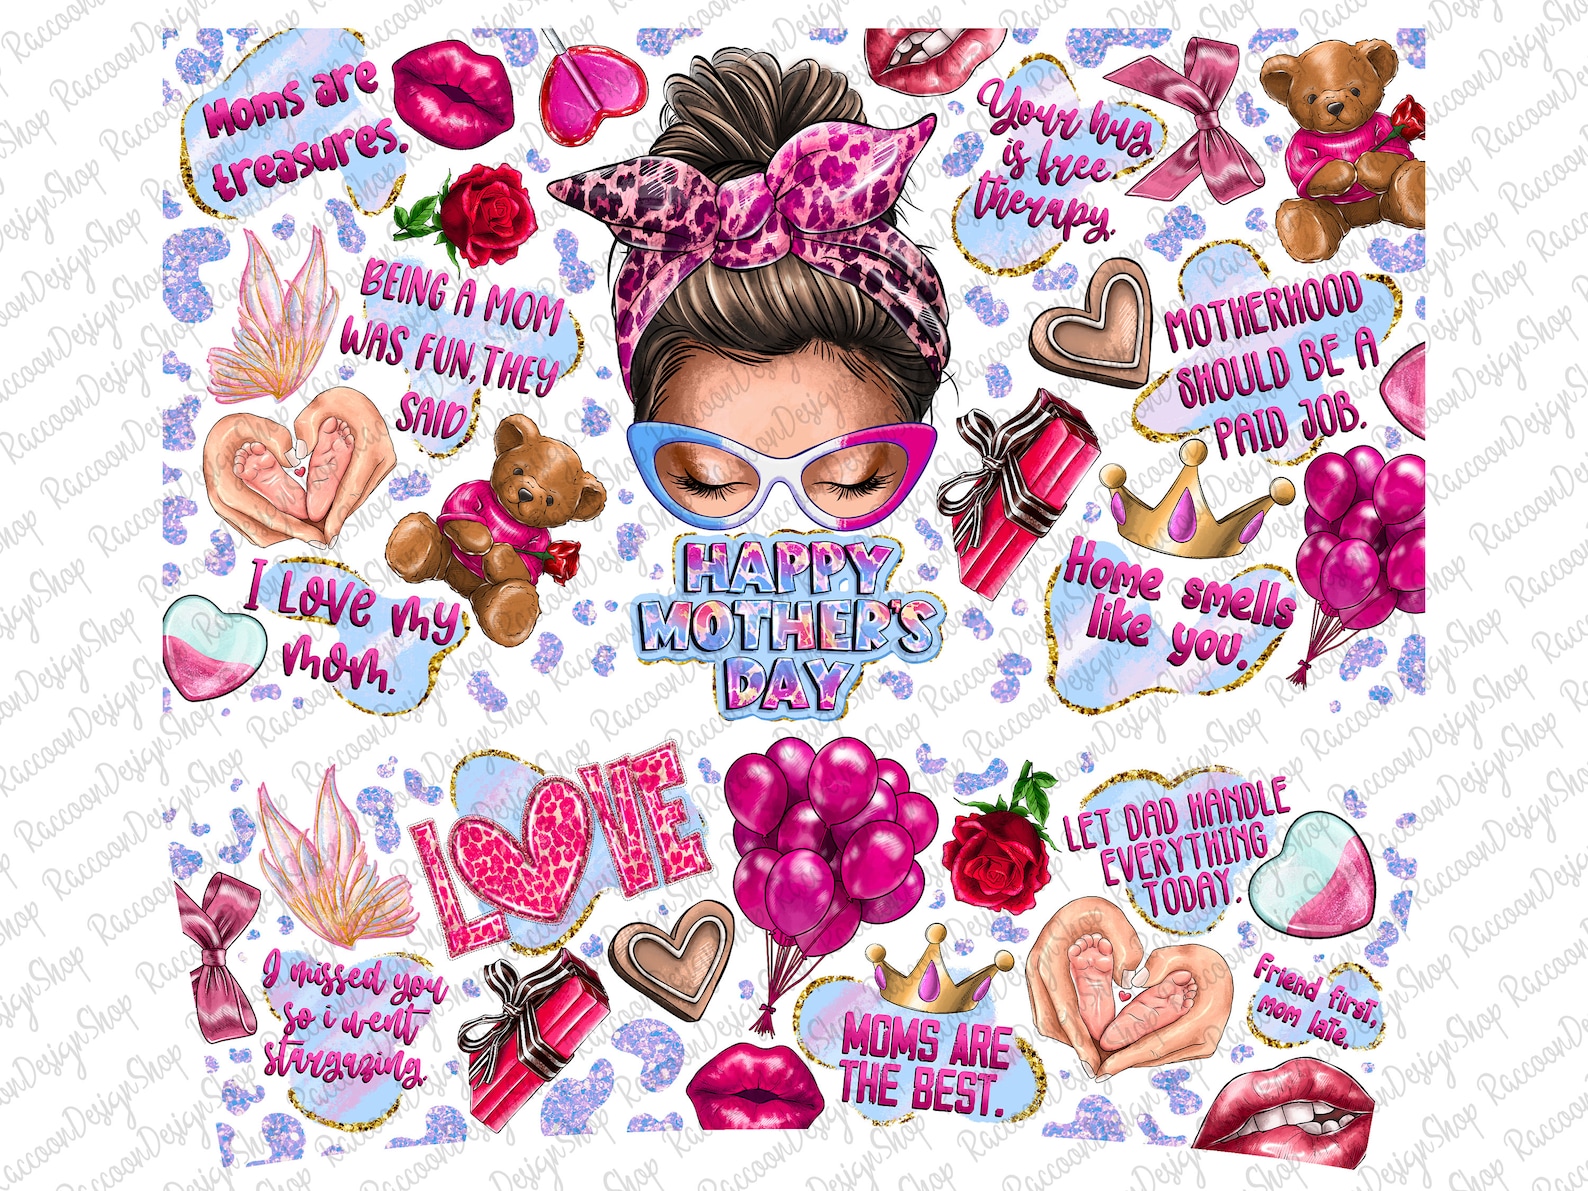 Moms are
treasures.
Your hug
is free
therapy.
BEING A MOM
WAS FUN, THEY
SAID
MOTHERHOOD
SHOULD BE A
PAID JOB.
I Love my
mom.
HAPPY
MOTHER'S
DAY
Home smells
like you.
LOVE
LET DAD HANDLE
EVERYTHING
TODAY.
I missed you
so i went
stargazing.
MOMS ARE
THE BEST.
Friend first,
mom late.
RaccoonDesignShop